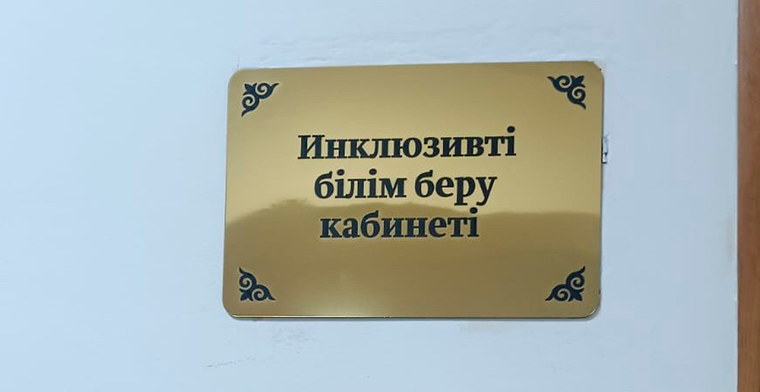 Инклюзивті
білім беру
кабинеті